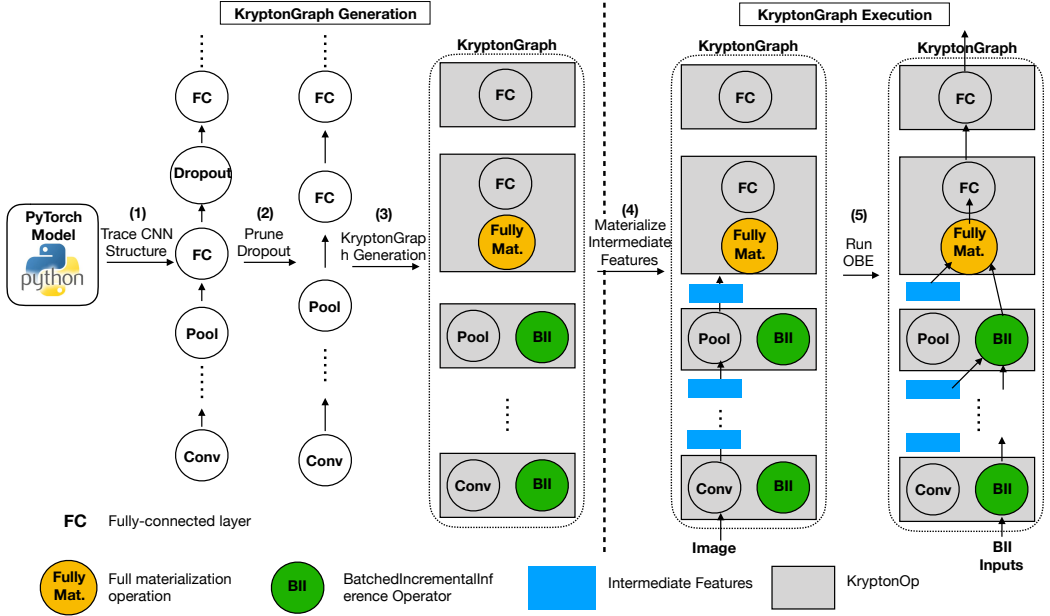 KryptonGraph Generation
KryptonGraph Execution
KryptonGraph
KryptonGraph
KryptonGraph
FC
FC
FC
FC
FC
Dropout
FC
FC
FC
FC
(1)
Trace CNN
Structure
(2)
Prune
Dropout
(3)
KryptonGrap
h Generation
(4)
Materialize
Intermediate
Features
(5)
Run
OBE
PyTorch
Model
python
FC
Fully
Mat.
Fully
Mat.
Fully
Mat.
Pool
Pool
Pool
BII
Pool
BII
Pool
BII
Conv
Conv
Conv
BII
Conv
BII
Conv
BII
Image
BII
Inputs
FC
Fully-connected layer
Fully
Mat.
Full materialization
operation
BII
BatchedIncrementalInf
erence Operator
Intermediate Features
KryptonOp